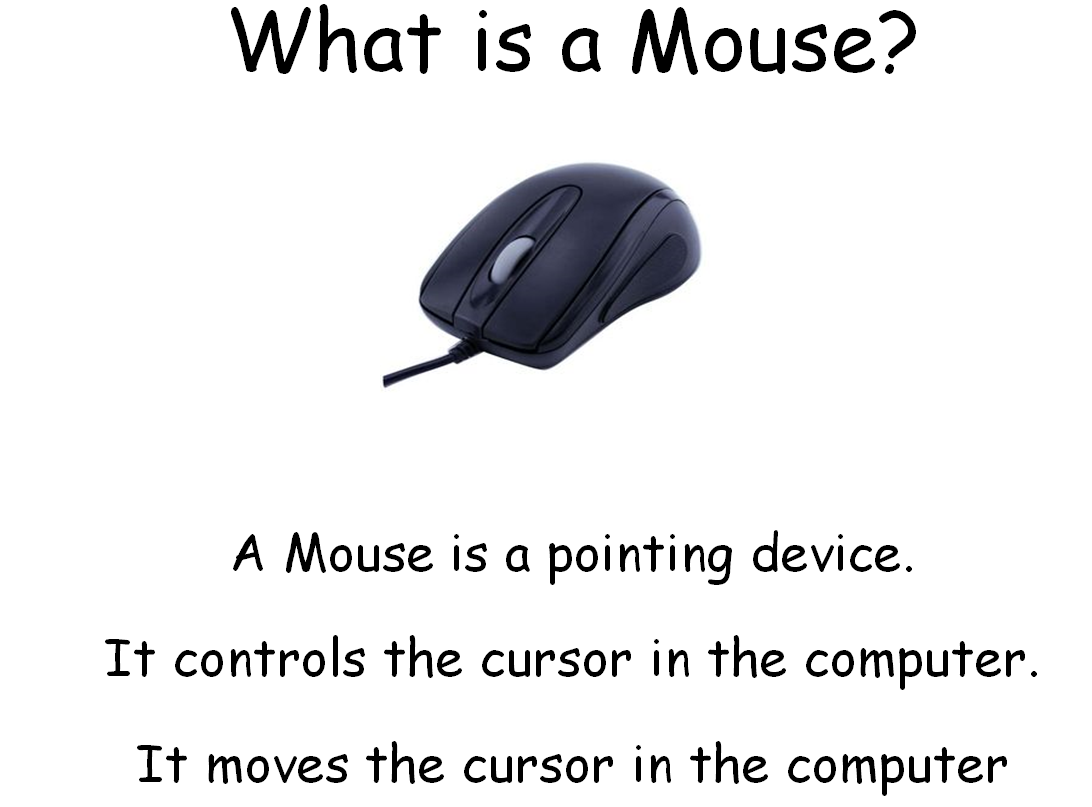 What is a Mouse?
A Mouse is a pointing device.
It controls the cursor in the computer.
It moves the cursor in the computer